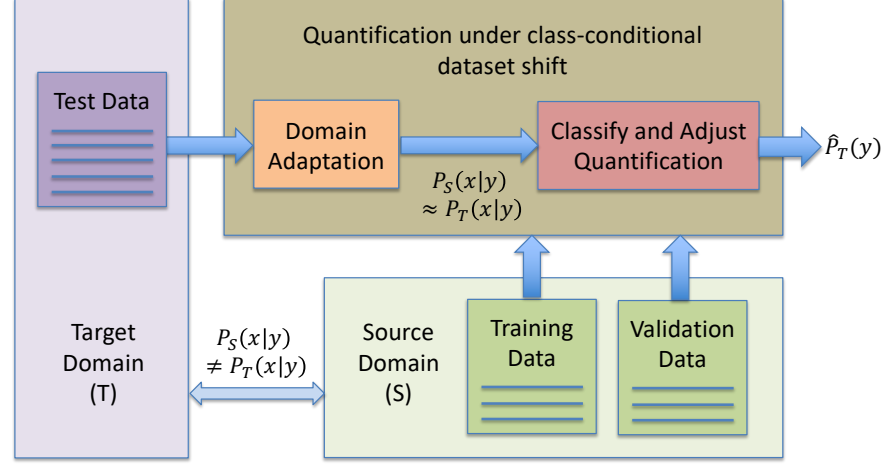 Quantification under class-conditional
dataset shift
Test Data
Domain
Adaptation
Classify and Adjust
Quantification
P̂_T(y)
P_S(x|y)
≈ P_T(x|y)
Target
Domain
(T)
P_S(x|y)
≠ P_T(x|y)
Source
Domain
(S)
Training
Data
Validation
Data